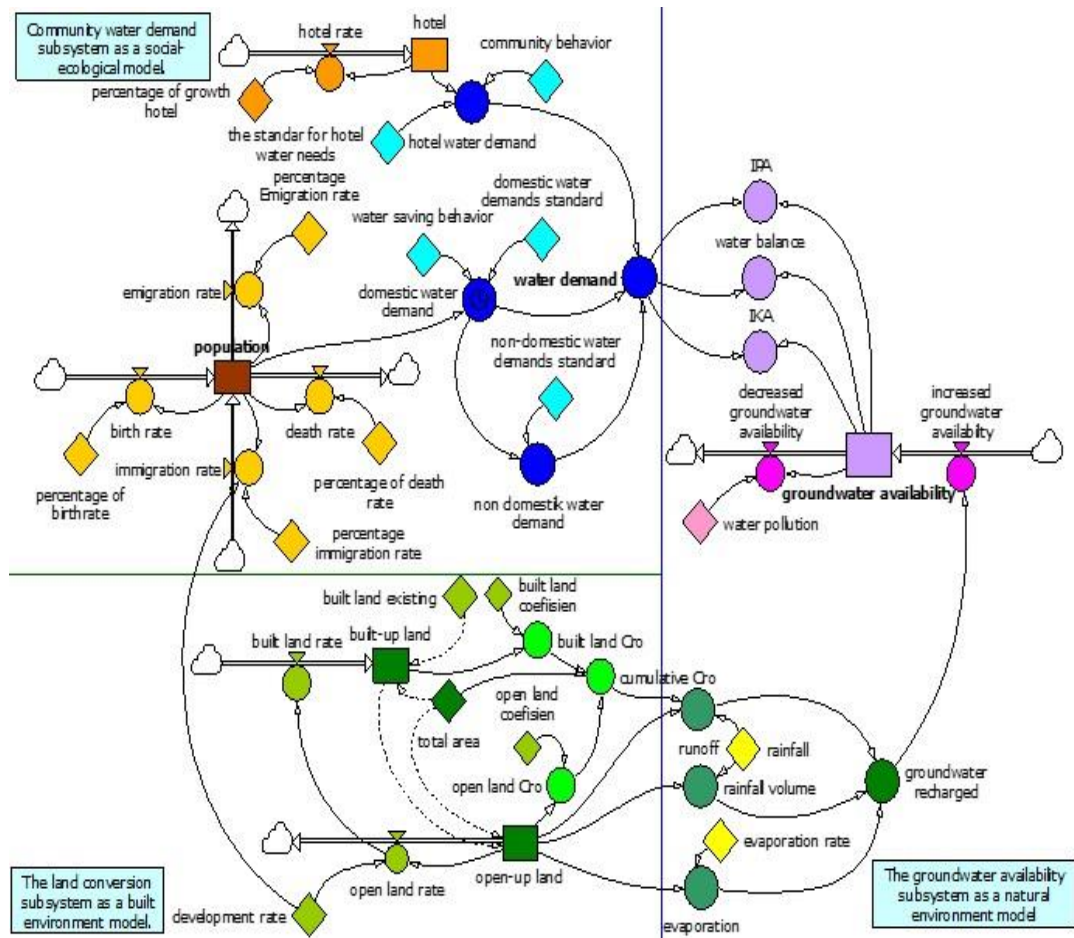 Community water demand
subsystem as a social-
ecological model.
hotel rate
hotel
community behavior
percentage of growth
hotel
the standar for hotel
water needs
hotel water demand
percentage
Emigration rate
domestic water
demands standard
water saving behavior
IPA
water balance
water demand
emigration rate
domestic water
demand
IKA
population
non-domestic water
demands standard
decreased
groundwater
availability
increased
groundwater
availability
birth rate
death rate
immigration rate
percentage of
birthrate
percentage of death
rate
non domestik water
demand
groundwater availability
water pollution
percentage
immigration rate
built land existing
built land
coefisien
built land rate
built-up land
built land Cro
cumulative Cro
open land
coefisien
total area
runoff
rainfall
open land Cro
rainfall volume
groundwater
recharged
evaporation rate
open land rate
open-up land
development rate
evaporation
The land conversion
subsystem as a built
environment model.
The groundwater availability
subsystem as a natural
environment model